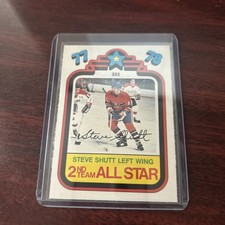 77 78
Steve Shutt
STEVE SHUTT LEFT WING
2ND TEAM ALL STAR